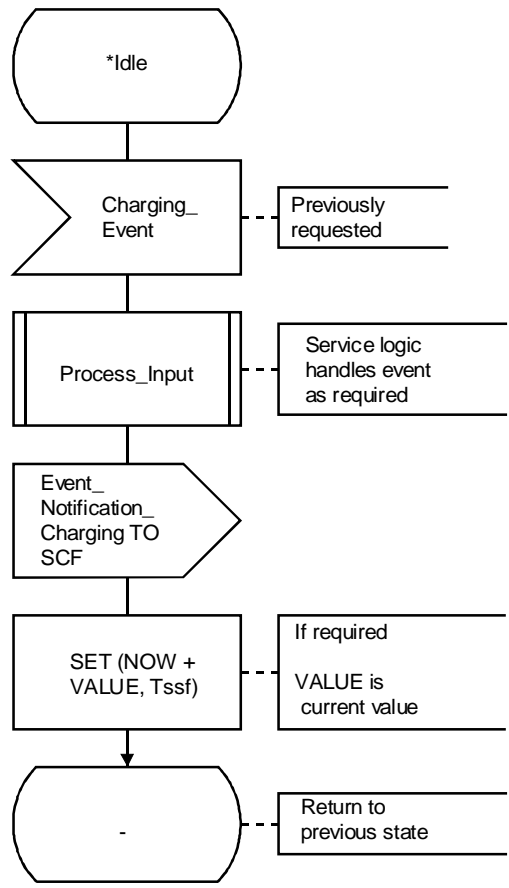 *Idle
Charging_
Event
Previously
requested
Process_Input
Service logic
handles event
as required
Event_
Notification_
Charging TO
SCF
SET (NOW +
VALUE, Tssf)
If required
VALUE is
current value
-
Return to
previous state